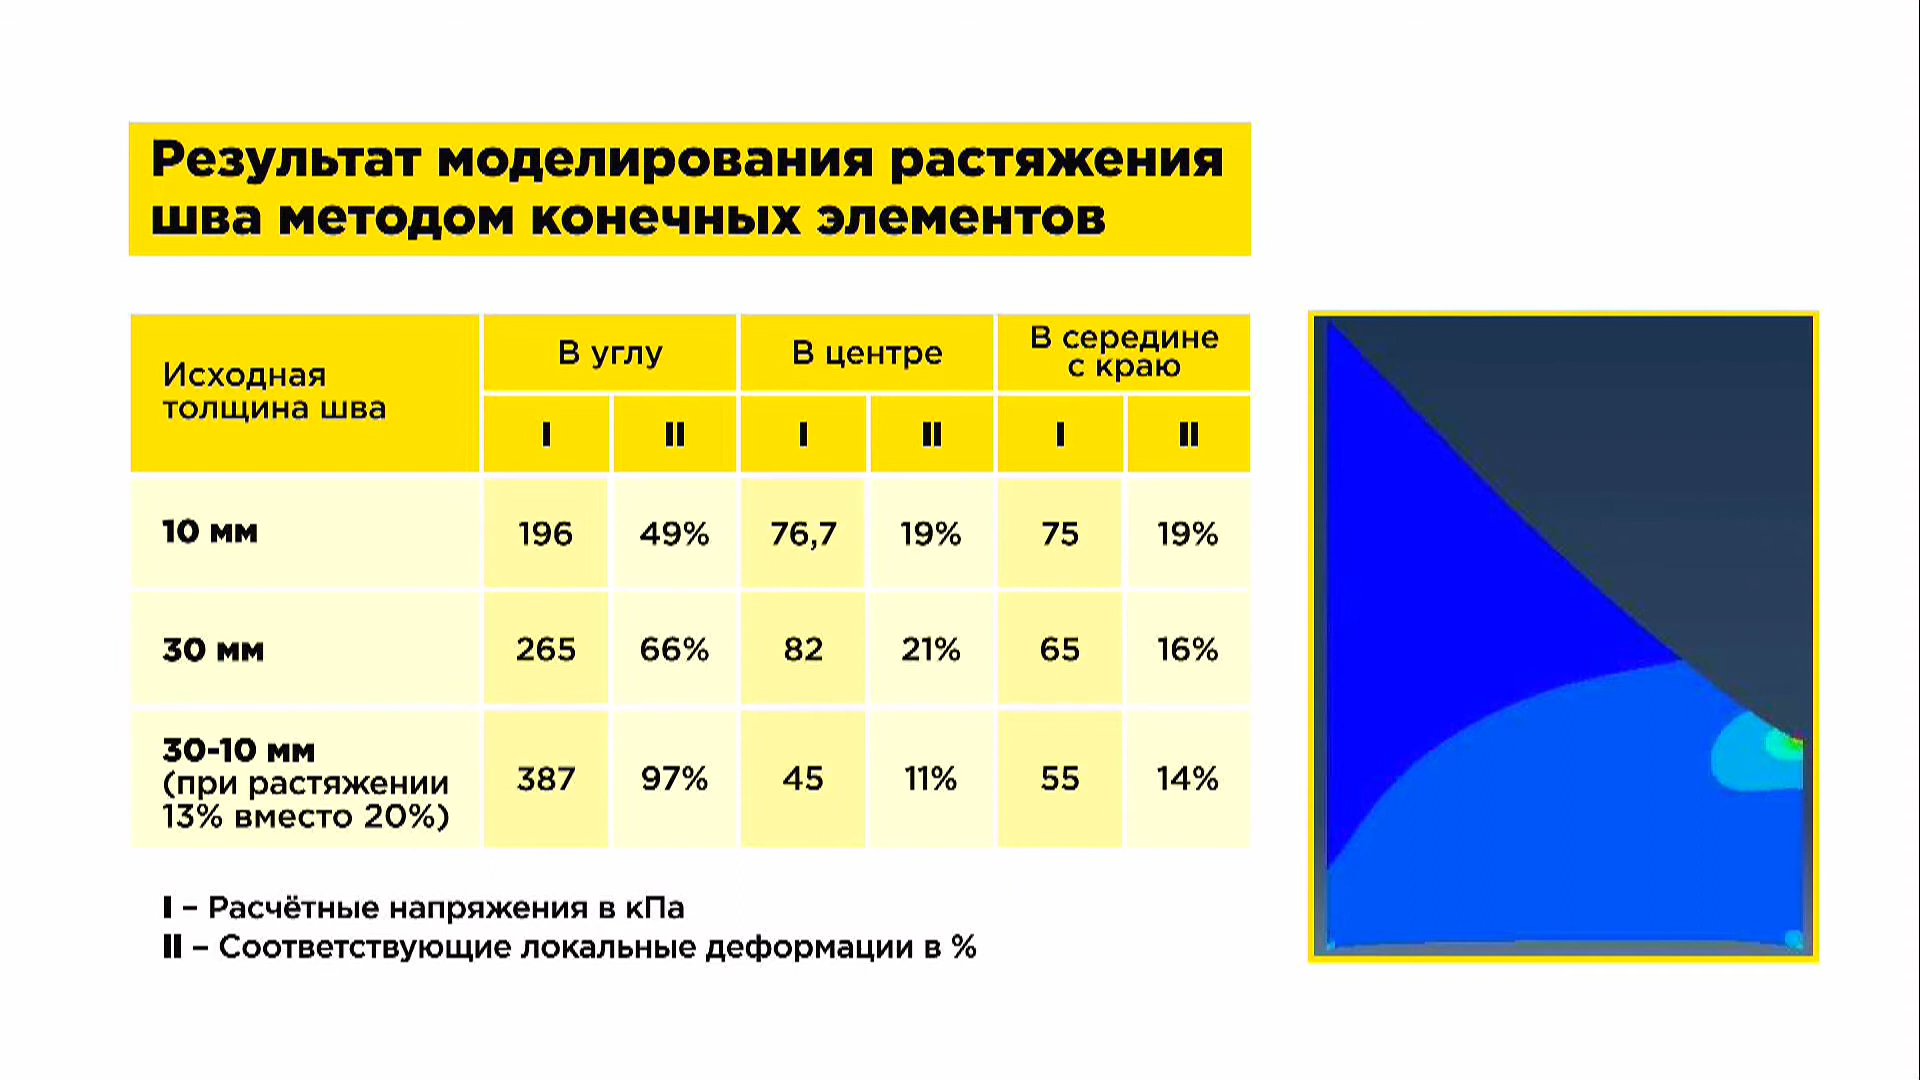 Результат моделирования растяжения
шва методом конечных элементов
Исходная
толщина шва
В углу
В центре
В середине
с краю
I II I II I II
10 мм 196 49% 76,7 19% 75 19%
30 мм 265 66% 82 21% 65 16%
30-10 мм
(при растяжении
13% вместо 20%)
387 97% 45 11% 55 14%
I – Расчётные напряжения в кПа
II – Соответствующие локальные деформации в %